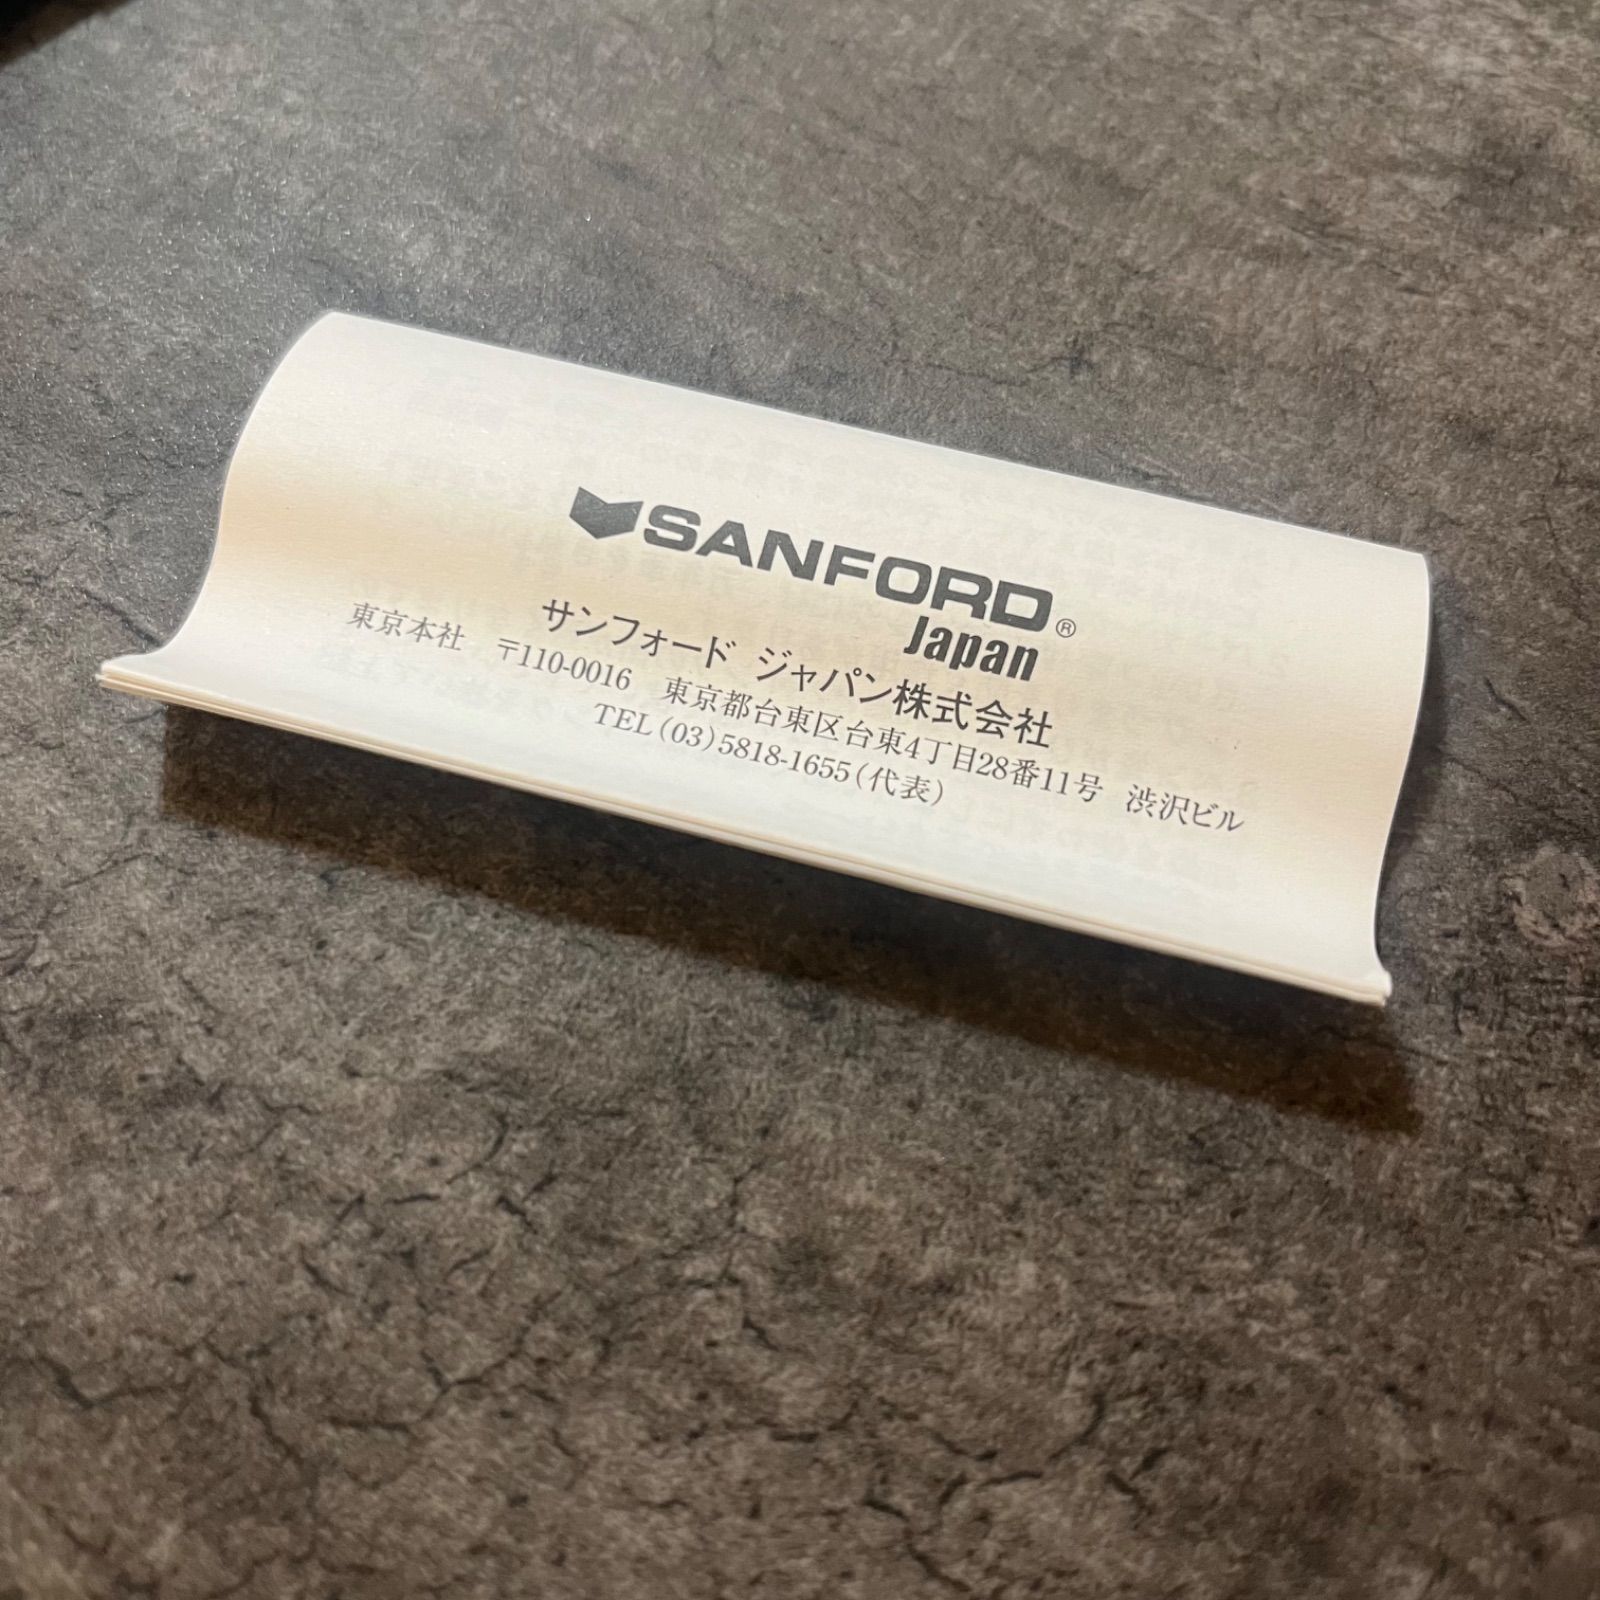 SANFORD®
Japan
サンフォード ジャパン株式会社
東京本社 〒110-0016 東京都台東区台東4丁目28番11号 渋沢ビル
TEL(03)5818-1655(代表)